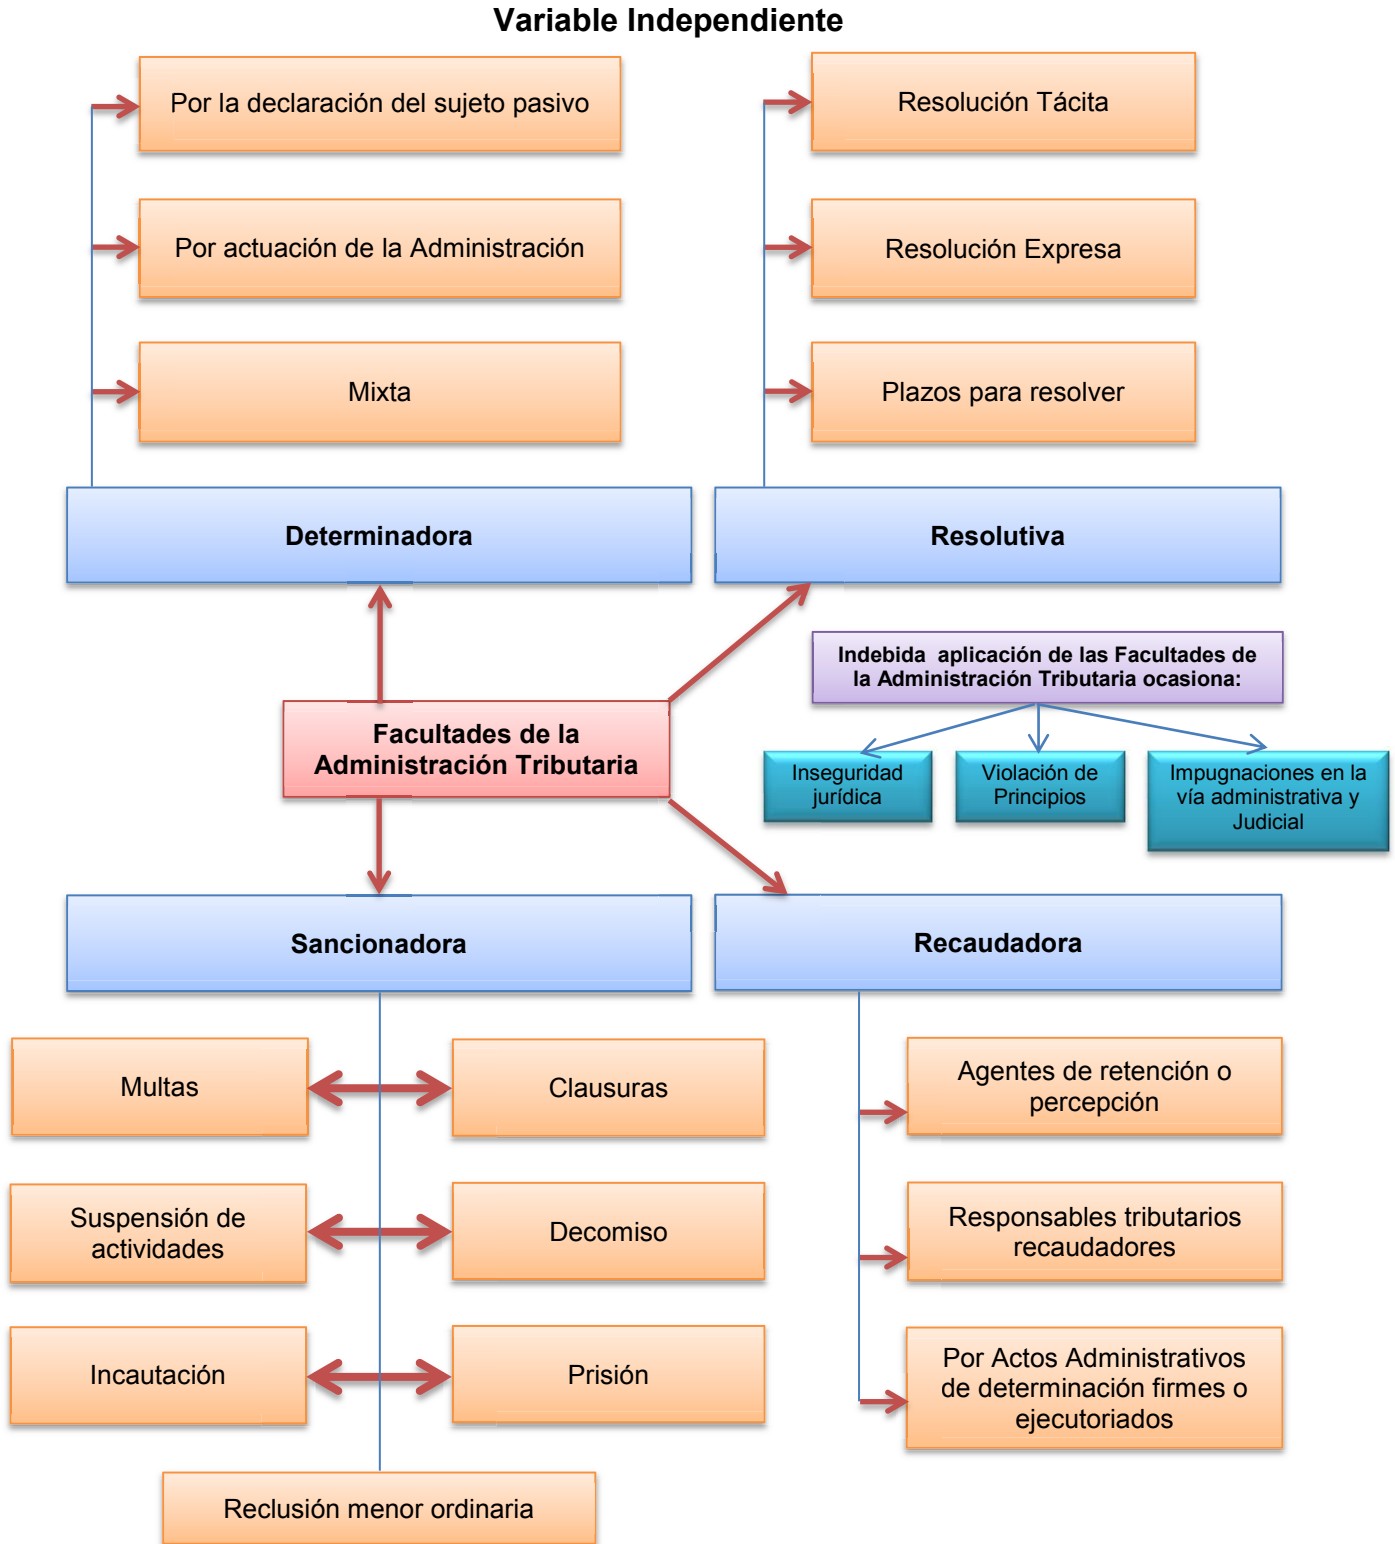 Variable Independiente
Por la declaración del sujeto pasivo
Por actuación de la Administración
Mixta
Determinadora
Resolución Tácita
Resolución Expresa
Plazos para resolver
Resolutiva
Facultades de la
Administración Tributaria
Indebida aplicación de las Facultades de
la Administración Tributaria ocasiona:
Inseguridad
jurídica
Violación de
Principios
Impugnaciones en la
vía administrativa y
Judicial
Sancionadora
Multas
Clausuras
Suspensión de
actividades
Decomiso
Incautación
Prisión
Reclusión menor ordinaria
Recaudadora
Agentes de retención o
percepción
Responsables tributarios
recaudadores
Por Actos Administrativos
de determinación firmes o
ejecutoriados